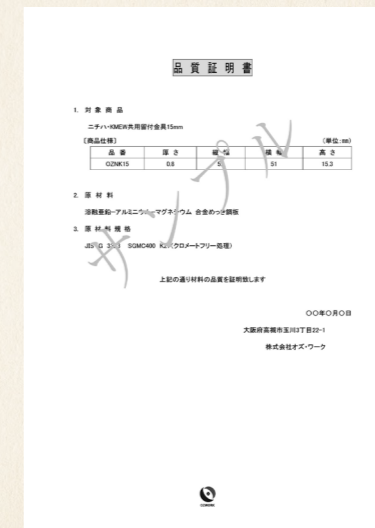 品質証明書
1. 対象商品
ニチハ・KMEW共用留付金具15mm
[商品仕様] (単位:mm)
品番 厚さ 縦幅 横幅 高さ
OZNK15 0.8 51 15.3
2. 原材料
溶融亜鉛-アルミニウム-マグネシウム 合金めっき鋼板
3. 原材料規格
SGMC400 (クロメートフリー処理)
上記の通り材料の品質を証明致します
〇〇年〇月〇日
大阪府高槻市玉川3丁目22-1
株式会社オズ・ワーク
サンプル